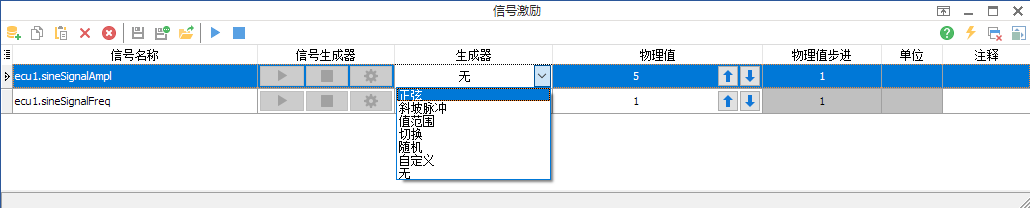 信号激励
信号名称 信号生成器 生成器 物理值 物理值步进 单位 注释
ecu1.sineSignalAmpl 无 5 1
ecu1.sineSignalFreq 1 1
正弦
斜坡脉冲
值范围
切换
随机
自定义
无